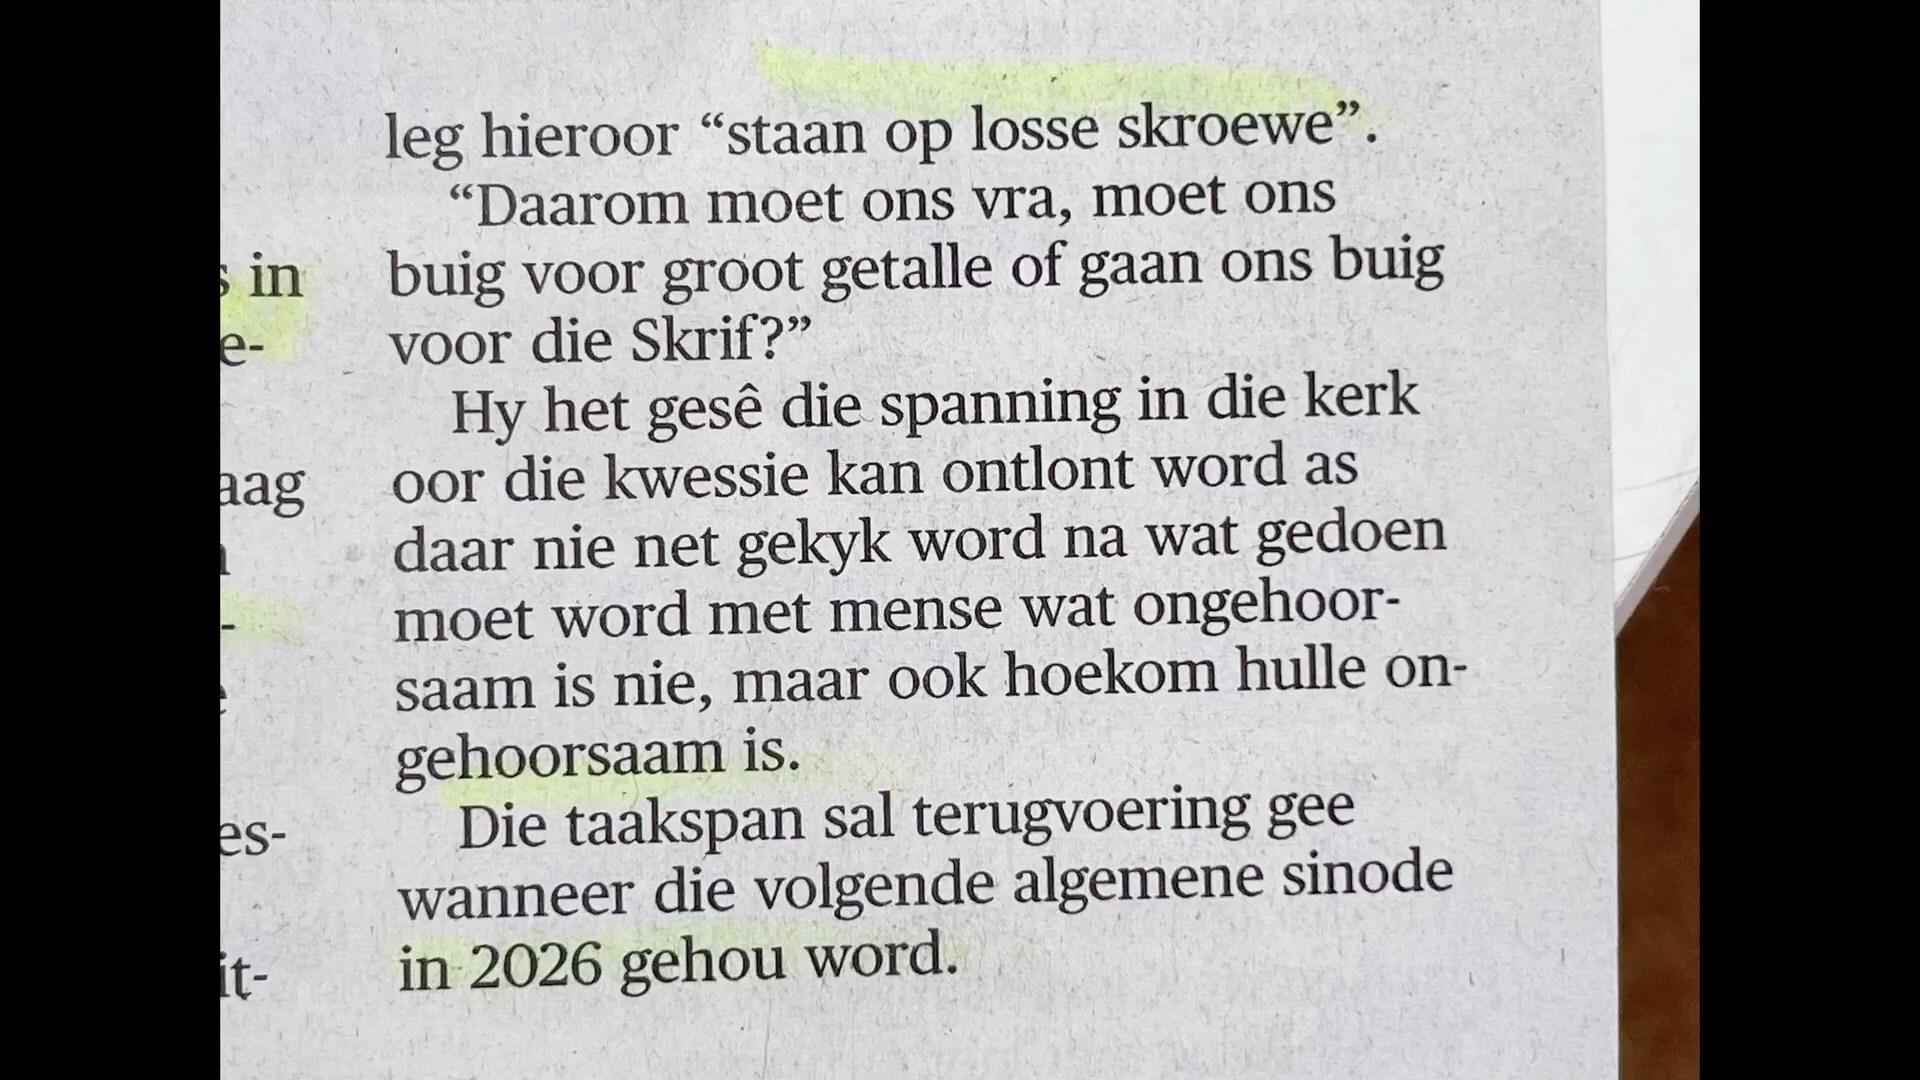 leg hieroor “staan op losse skroewe”.
“Daarom moet ons vra, moet ons
buig voor groot getalle of gaan ons buig
voor die Skrif?”
Hy het gesê die spanning in die kerk
oor die kwessie kan ontlont word as
daar nie net gekyk word na wat gedoen
moet word met mense wat ongehoor-
saam is nie, maar ook hoekom hulle on-
gehoorsaam is.
Die taakspan sal terugvoering gee
wanneer die volgende algemene sinode
in 2026 gehou word.